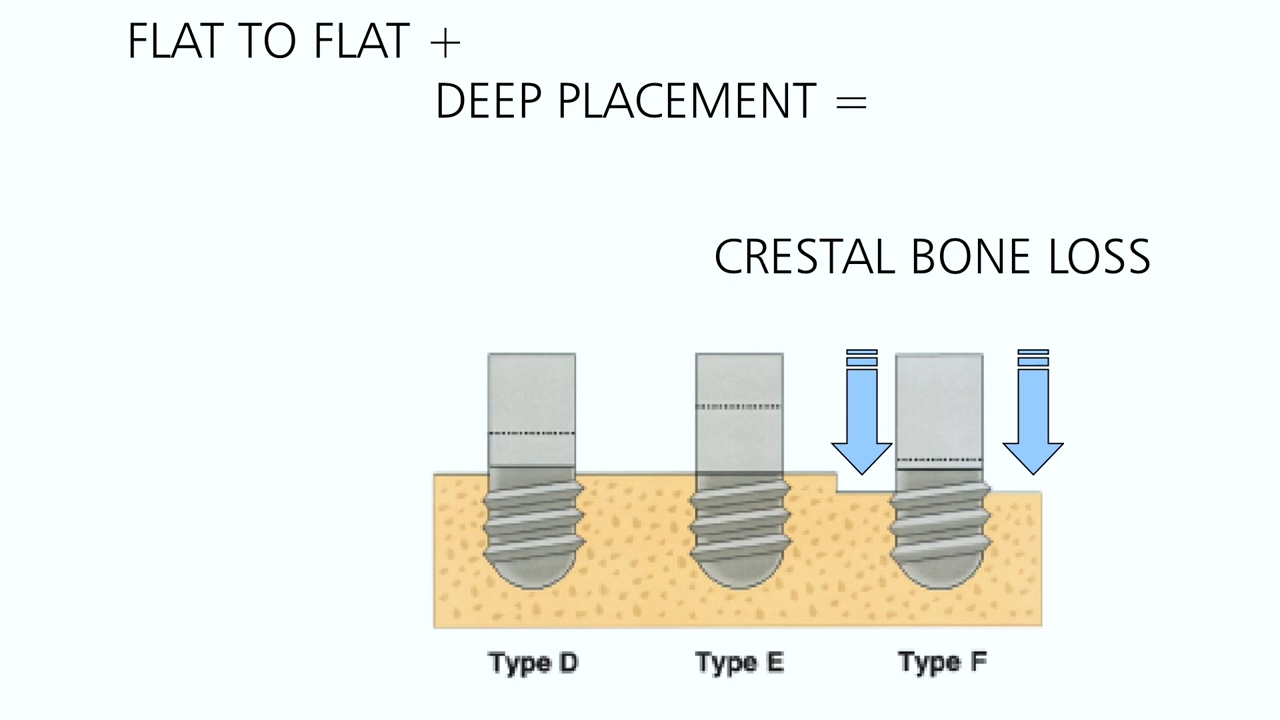 FLAT TO FLAT +
DEEP PLACEMENT =
CRESTAL BONE LOSS
Type D
Type E
Type F